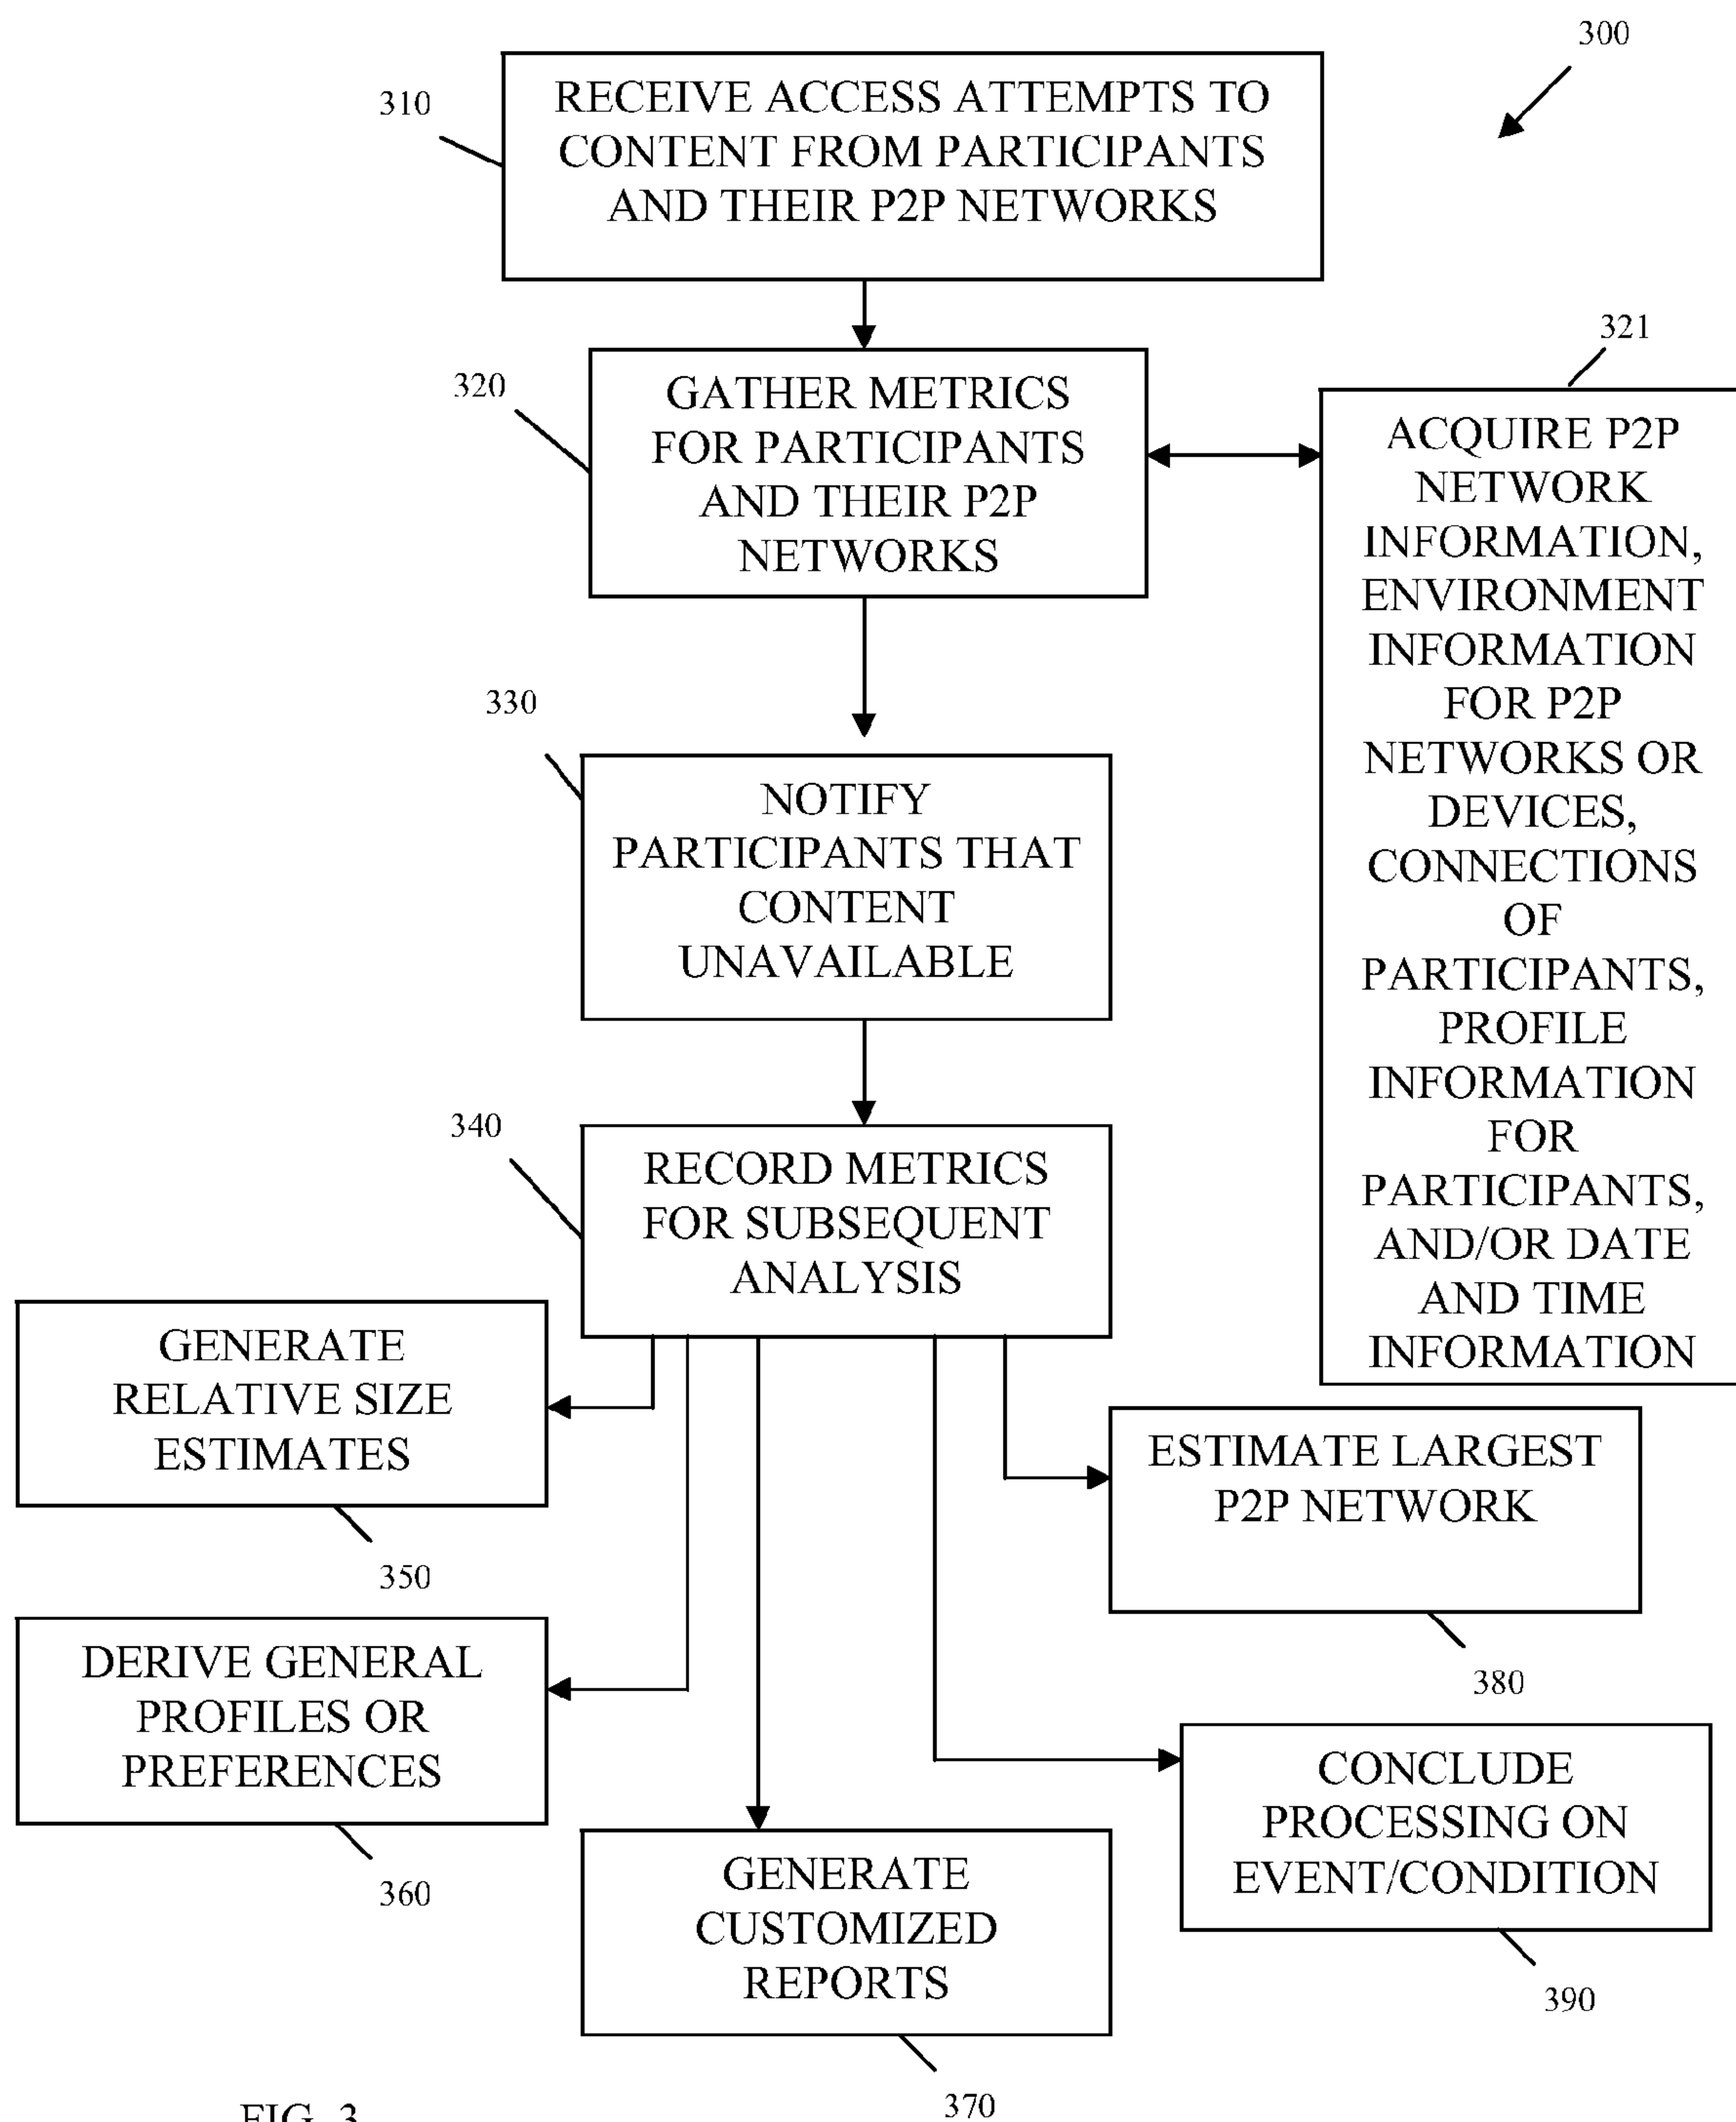 300
310
RECEIVE ACCESS ATTEMPTS TO
CONTENT FROM PARTICIPANTS
AND THEIR P2P NETWORKS
320
GATHER METRICS
FOR PARTICIPANTS
AND THEIR P2P
NETWORKS
321
ACQUIRE P2P
NETWORK
INFORMATION,
ENVIRONMENT
INFORMATION
FOR P2P
NETWORKS OR
DEVICES,
CONNECTIONS
OF
PARTICIPANTS,
PROFILE
INFORMATION
FOR
PARTICIPANTS,
AND/OR DATE
AND TIME
INFORMATION
330
NOTIFY
PARTICIPANTS THAT
CONTENT
UNAVAILABLE
340
RECORD METRICS
FOR SUBSEQUENT
ANALYSIS
GENERATE
RELATIVE SIZE
ESTIMATES
350
ESTIMATE LARGEST
P2P NETWORK
380
DERIVE GENERAL
PROFILES OR
PREFERENCES
360
CONCLUDE
PROCESSING ON
EVENT/CONDITION
390
GENERATE
CUSTOMIZED
REPORTS
370
FIG. 3